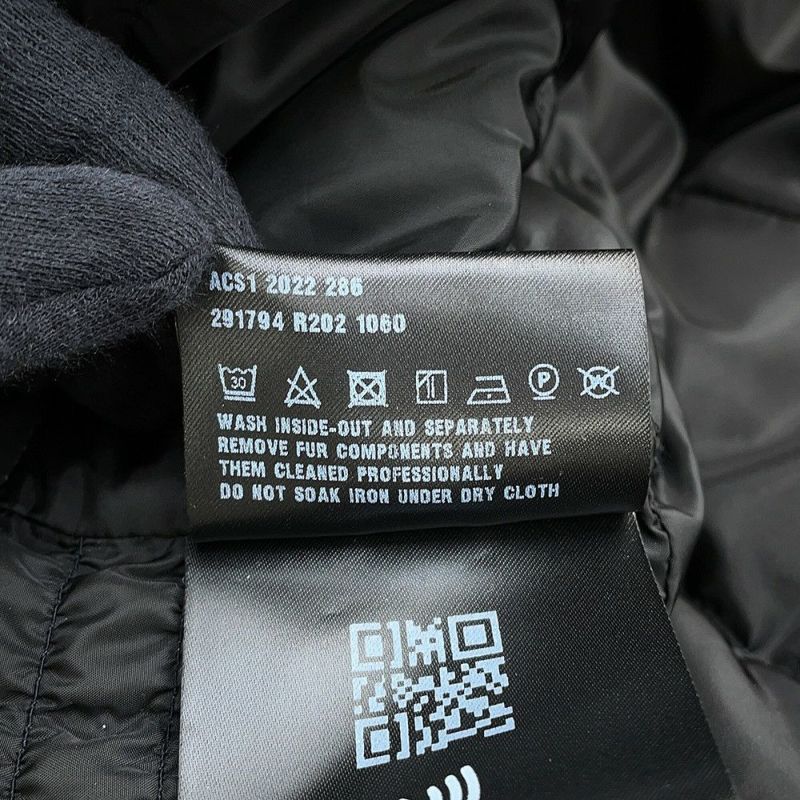 ACS1 2022 286
291794 R202 1060
30 P W
WASH INSIDE-OUT AND SEPARATELY
REMOVE FUR COMPONENTS AND HAVE
THEM CLEANED PROFESSIONALLY
DO NOT SOAK IRON UNDER DRY CLOTH